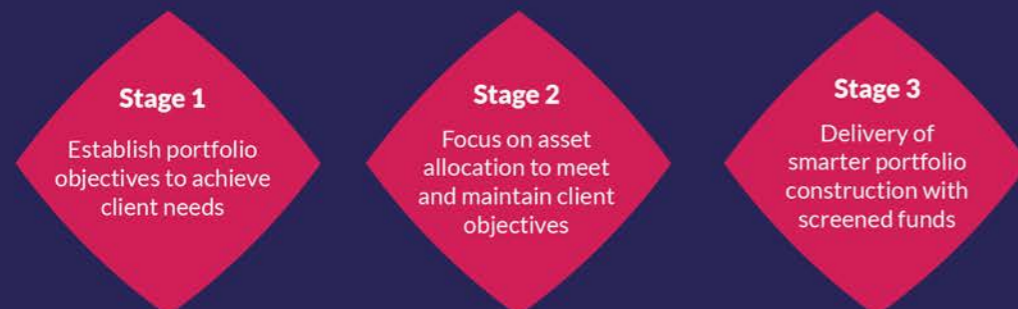 Stage 1
Establish portfolio
objectives to achieve
client needs
Stage 2
Focus on asset
allocation to meet
and maintain client
objectives
Stage 3
Delivery of
smarter portfolio
construction with
screened funds